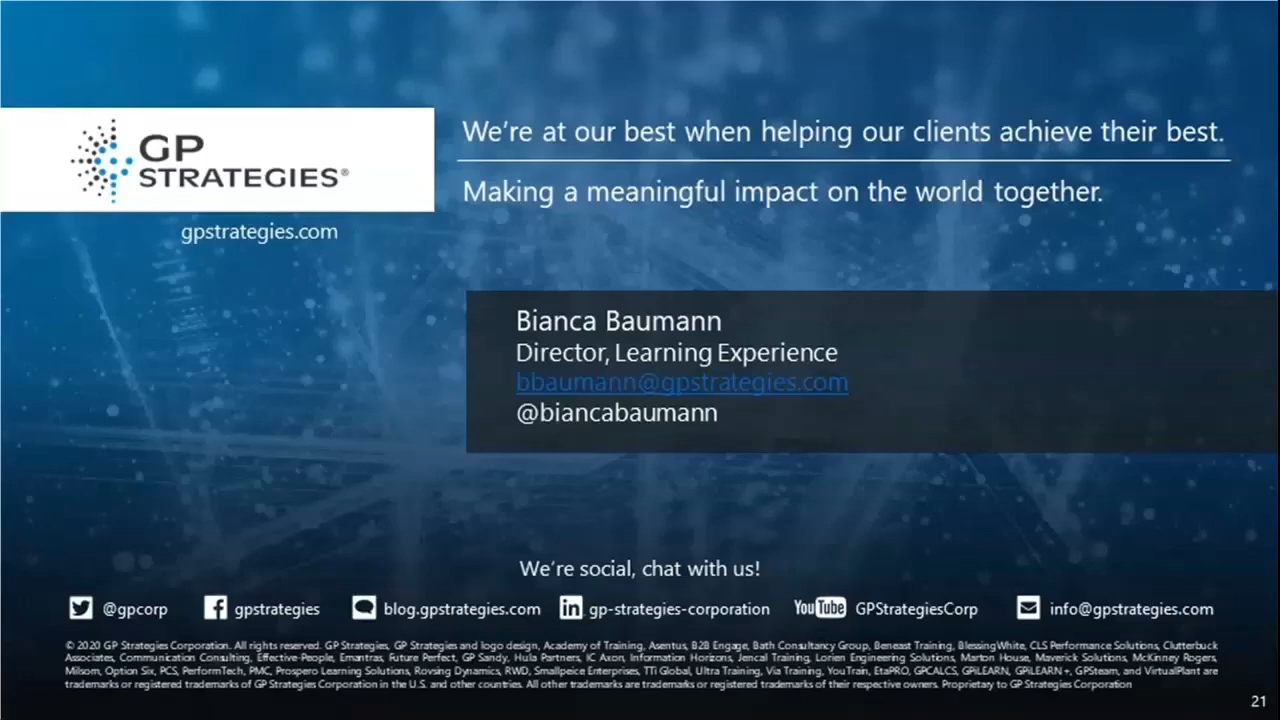 GP
STRATEGIES®
gpstrategies.com
We're at our best when helping our clients achieve their best.
Making a meaningful impact on the world together.
Bianca Baumann
Director, Learning Experience
bbaumann@gpstrategies.com
@biancabaumann
We're social, chat with us!
@gpcorp
gpstrategies
blog.gpstrategies.com
in
gp-strategies-corporation
YouTube
GPStrategiesCorp
info@gpstrategies.com
© 2020 GP Strategies Corporation. All rights reserved. GP Strategies, GP Strategies and logo design, Academy of Training, Asentus, B2B Engage, Bath Consultancy Group, Beneast Training, BlessingWhite, CLS Performance Solutions, Clutterbuck
Associates, Communication Consulting, Effective-People, Emantras, Future Perfect, GP Sandy, Hula Partners, IC Axon, Information Horizons, Jencal Training, Lorien Engineering Solutions, Marton House, Maverick Solutions, McKinney Rogers,
Milsom, Option Six, PCS, PerformTech, PMC, Prospero Learning Solutions, Rovsing Dynamics, RWD, Smallpeice Enterprises, TTi Global, Ultra Training, Via Training, YouTrain, EtaPRO, GPCALCS, GPiLEARN, GPiLEARN+, GPSteam, and VirtualPlant are
trademarks or registered trademarks of GP Strategies Corporation in the U.S. and other countries. All other trademarks are trademarks or registered trademarks of their respective owners. Proprietary to GP Strategies Corporation
21